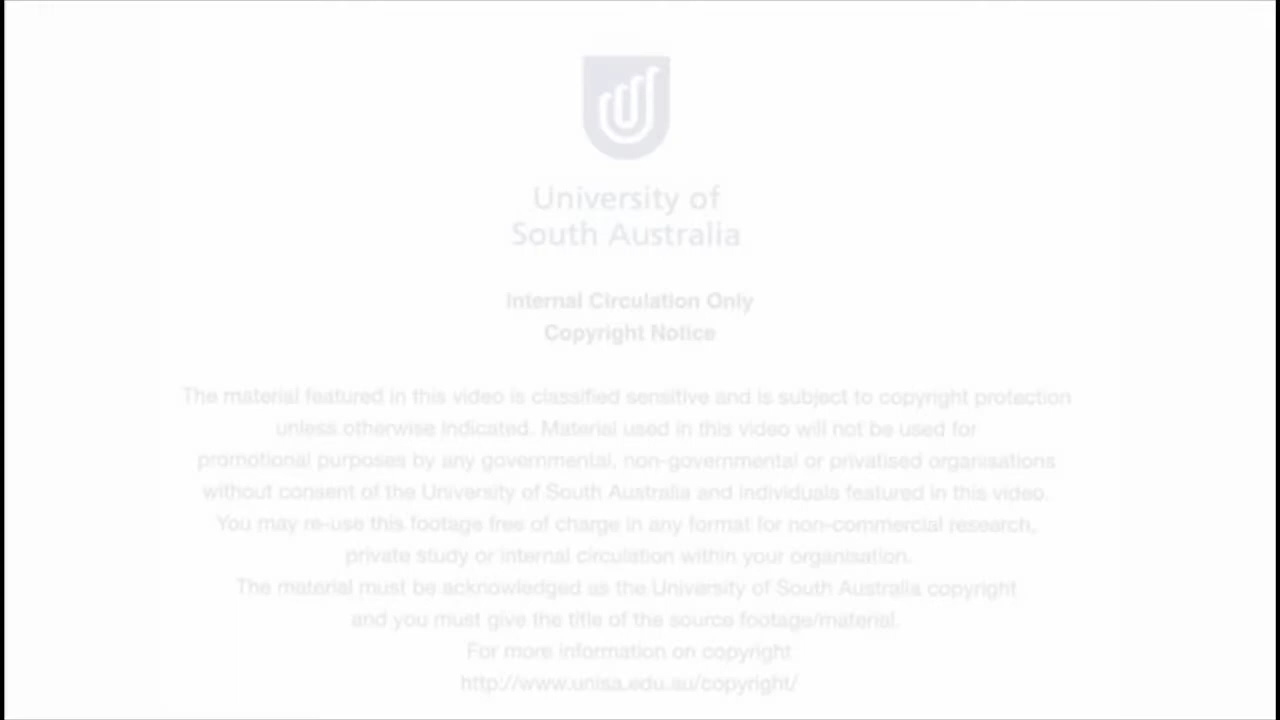 University of
South Australia
Internal Circulation Only
Copyright Notice
The material featured in this video is classified sensitive and is subject to copyright protection
unless otherwise indicated. Material used in this video will not be used for
promotional purposes by any governmental, non-governmental or privatised organisations
without consent of the University of South Australia and individuals featured in this video.
You may re-use this footage free of charge in any format for non-commercial research,
private study or internal circulation within your organisation.
The material must be acknowledged as the University of South Australia copyright
and you must give the title of the source footage/material.
For more information on copyright
http://www.unisa.edu.au/copyright/